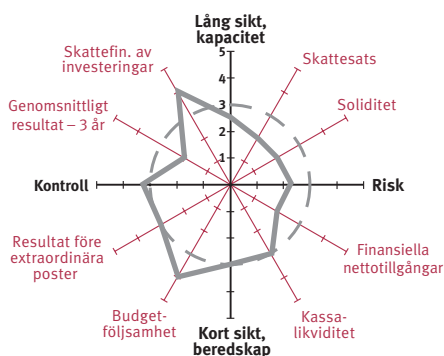 Lång sikt,
kapacitet
Skattefin. av
investeringar
Skattesats
Genomsnittligt
resultat – 3 år
Soliditet
5
4
3
2
1
Kontroll
Risk
Resultat före
extraordinära
poster
Finansiella
nettotillgångar
Budget-
följsamhet
Kassa-
likviditet
Kort sikt,
beredskap